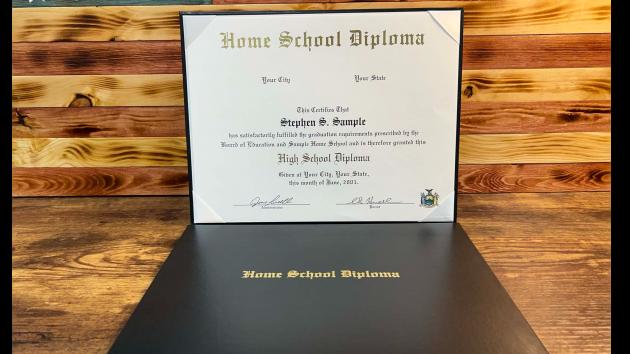 Home School Diploma
Your City Your State
This Certifies That
Stephen S. Sample
has satisfactorily fulfilled the graduation requirements prescribed by the
Board of Education and Sample Home School and is therefore granted this
High School Diploma
Given at Your City, Your State,
this month of June, 2021.
Administrator
Home School Diploma